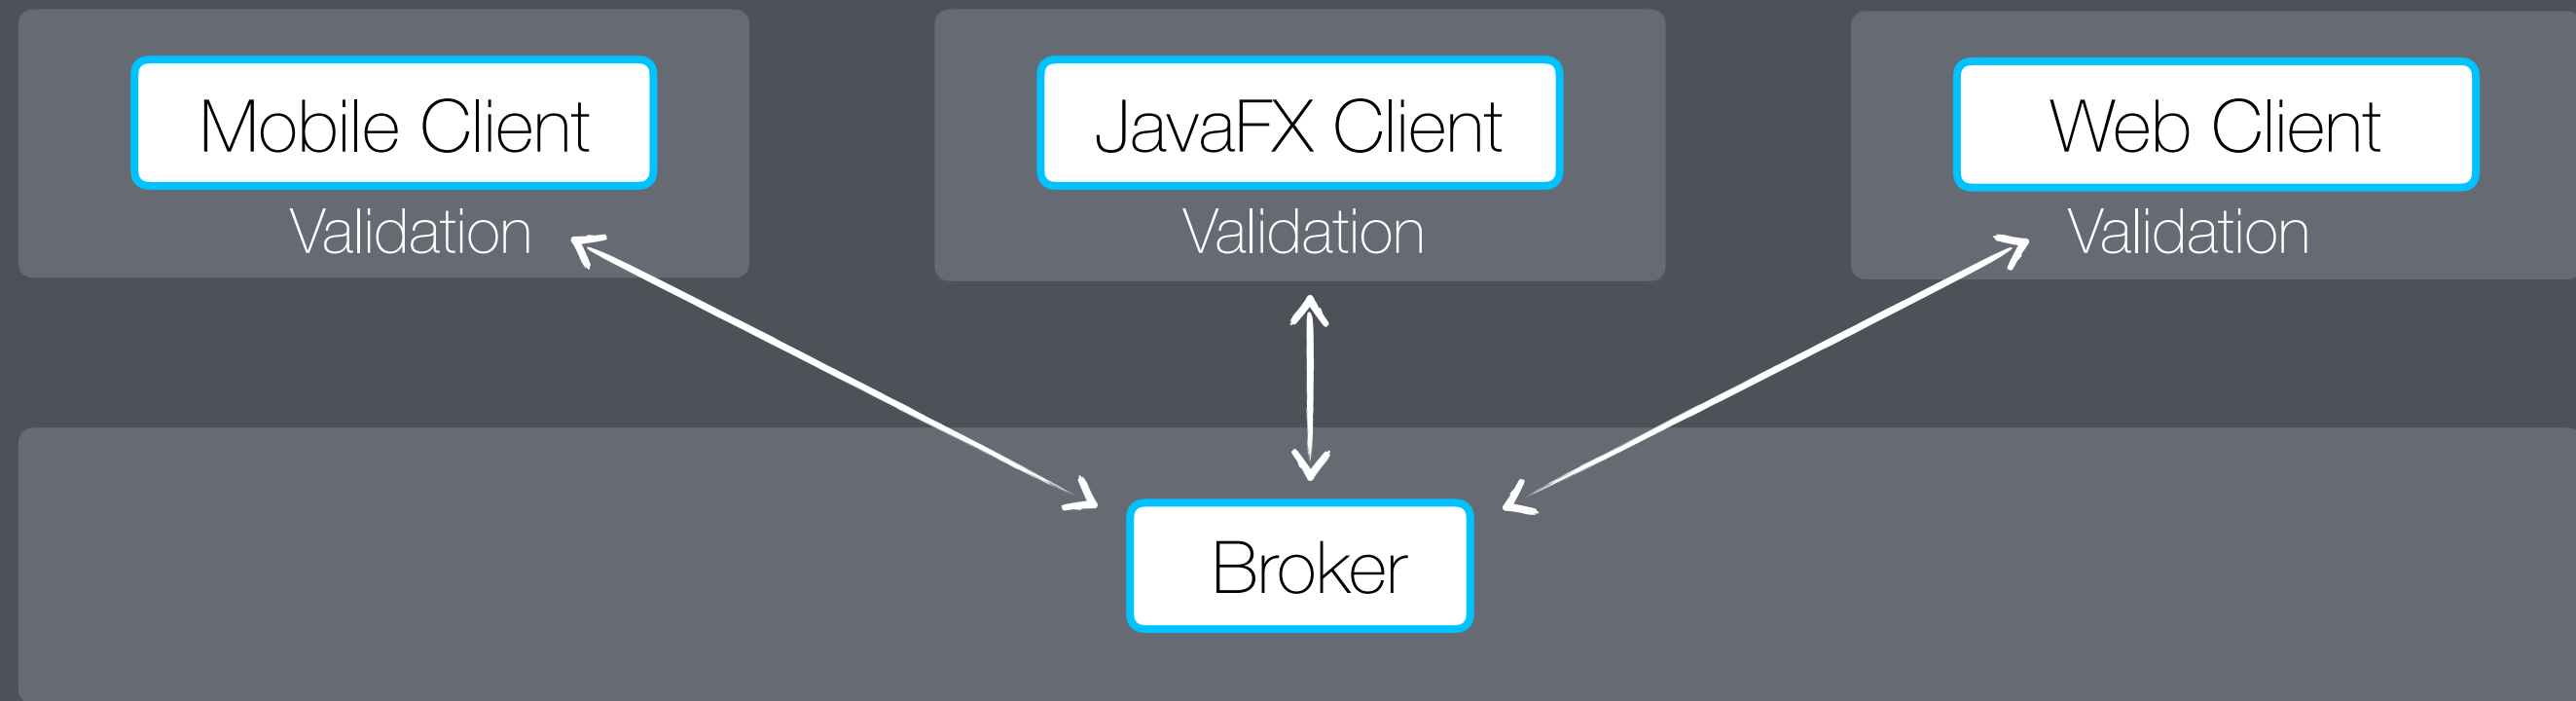 Mobile Client
JavaFX Client
Web Client
Validation
Validation
Validation
Broker